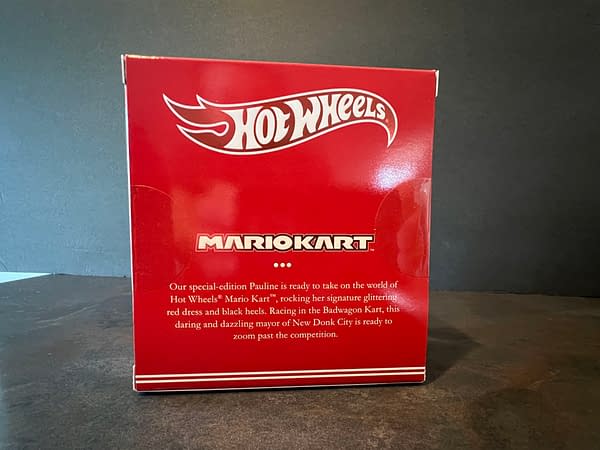 HOT WHEELS
MARIOKART™
Our special-edition Pauline is ready to take on the world of
Hot Wheels® Mario Kart™, rocking her signature glittering
red dress and black heels. Racing in the Badwagon Kart, this
daring and dazzling mayor of New Donk City is ready to
zoom past the competition.